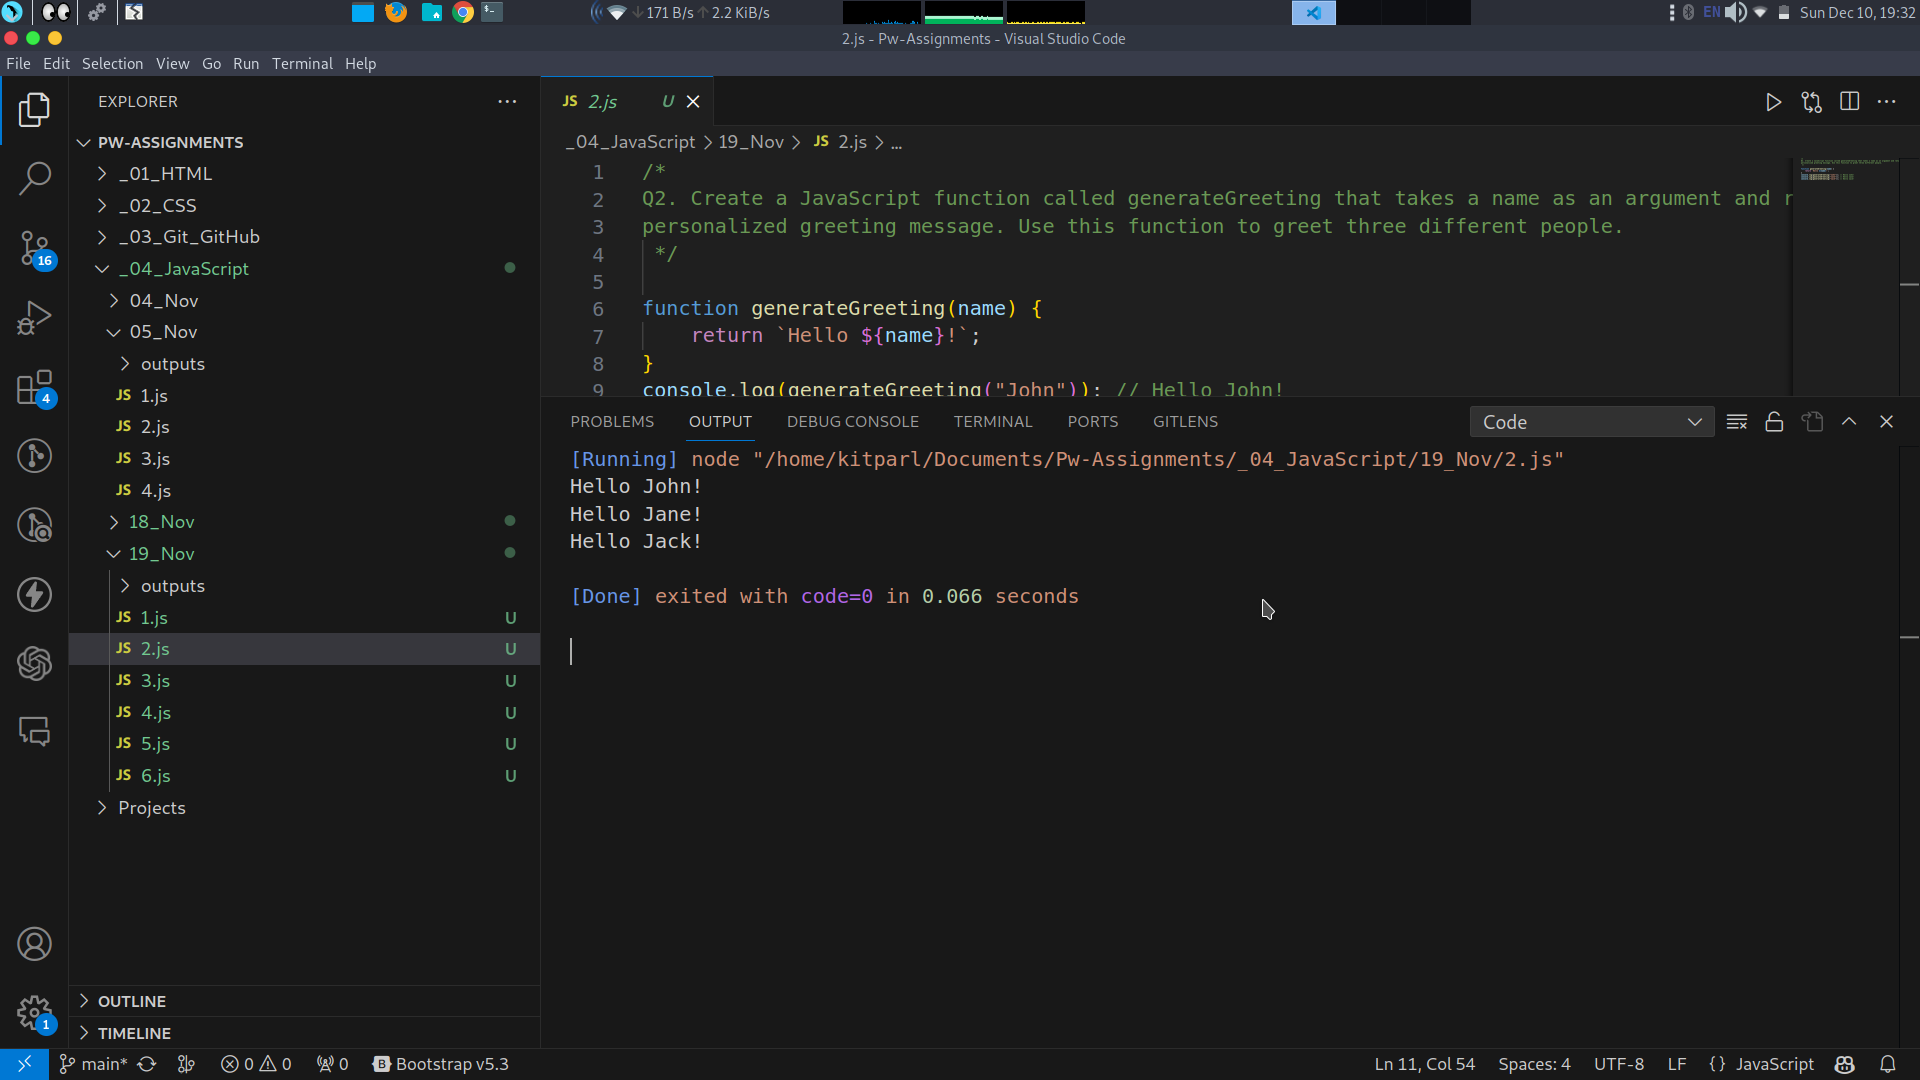 171 B/s 2.2 KiB/s
EN
Sun Dec 10, 19:32
2.js - Pw-Assignments - Visual Studio Code
File Edit Selection View Go Run Terminal Help
EXPLORER
PW-ASSIGNMENTS
_01_HTML
_02_CSS
_03_Git_GitHub
_04_JavaScript
04_Nov
05_Nov
outputs
JS 1.js
JS 2.js
JS 3.js
JS 4.js
18_Nov
19_Nov
outputs
JS 1.js U
JS 2.js U
JS 3.js U
JS 4.js U
JS 5.js U
JS 6.js U
Projects
OUTLINE
TIMELINE
16
4
1
JS 2.js U
_04_JavaScript > 19_Nov > JS 2.js > ...
1 /*
2 Q2. Create a JavaScript function called generateGreeting that takes a name as an argument and r
3 personalized greeting message. Use this function to greet three different people.
4 */
5
6 function generateGreeting(name) {
7 return `Hello ${name}!`;
8 }
9 console.log(generateGreeting("John")); // Hello John!
PROBLEMS OUTPUT DEBUG CONSOLE TERMINAL PORTS GITLENS
Code
[Running] node "/home/kitparl/Documents/Pw-Assignments/_04_JavaScript/19_Nov/2.js"
Hello John!
Hello Jane!
Hello Jack!
[Done] exited with code=0 in 0.066 seconds
main* 0 0 0 B Bootstrap v5.3
Ln 11, Col 54 Spaces: 4 UTF-8 LF {} JavaScript